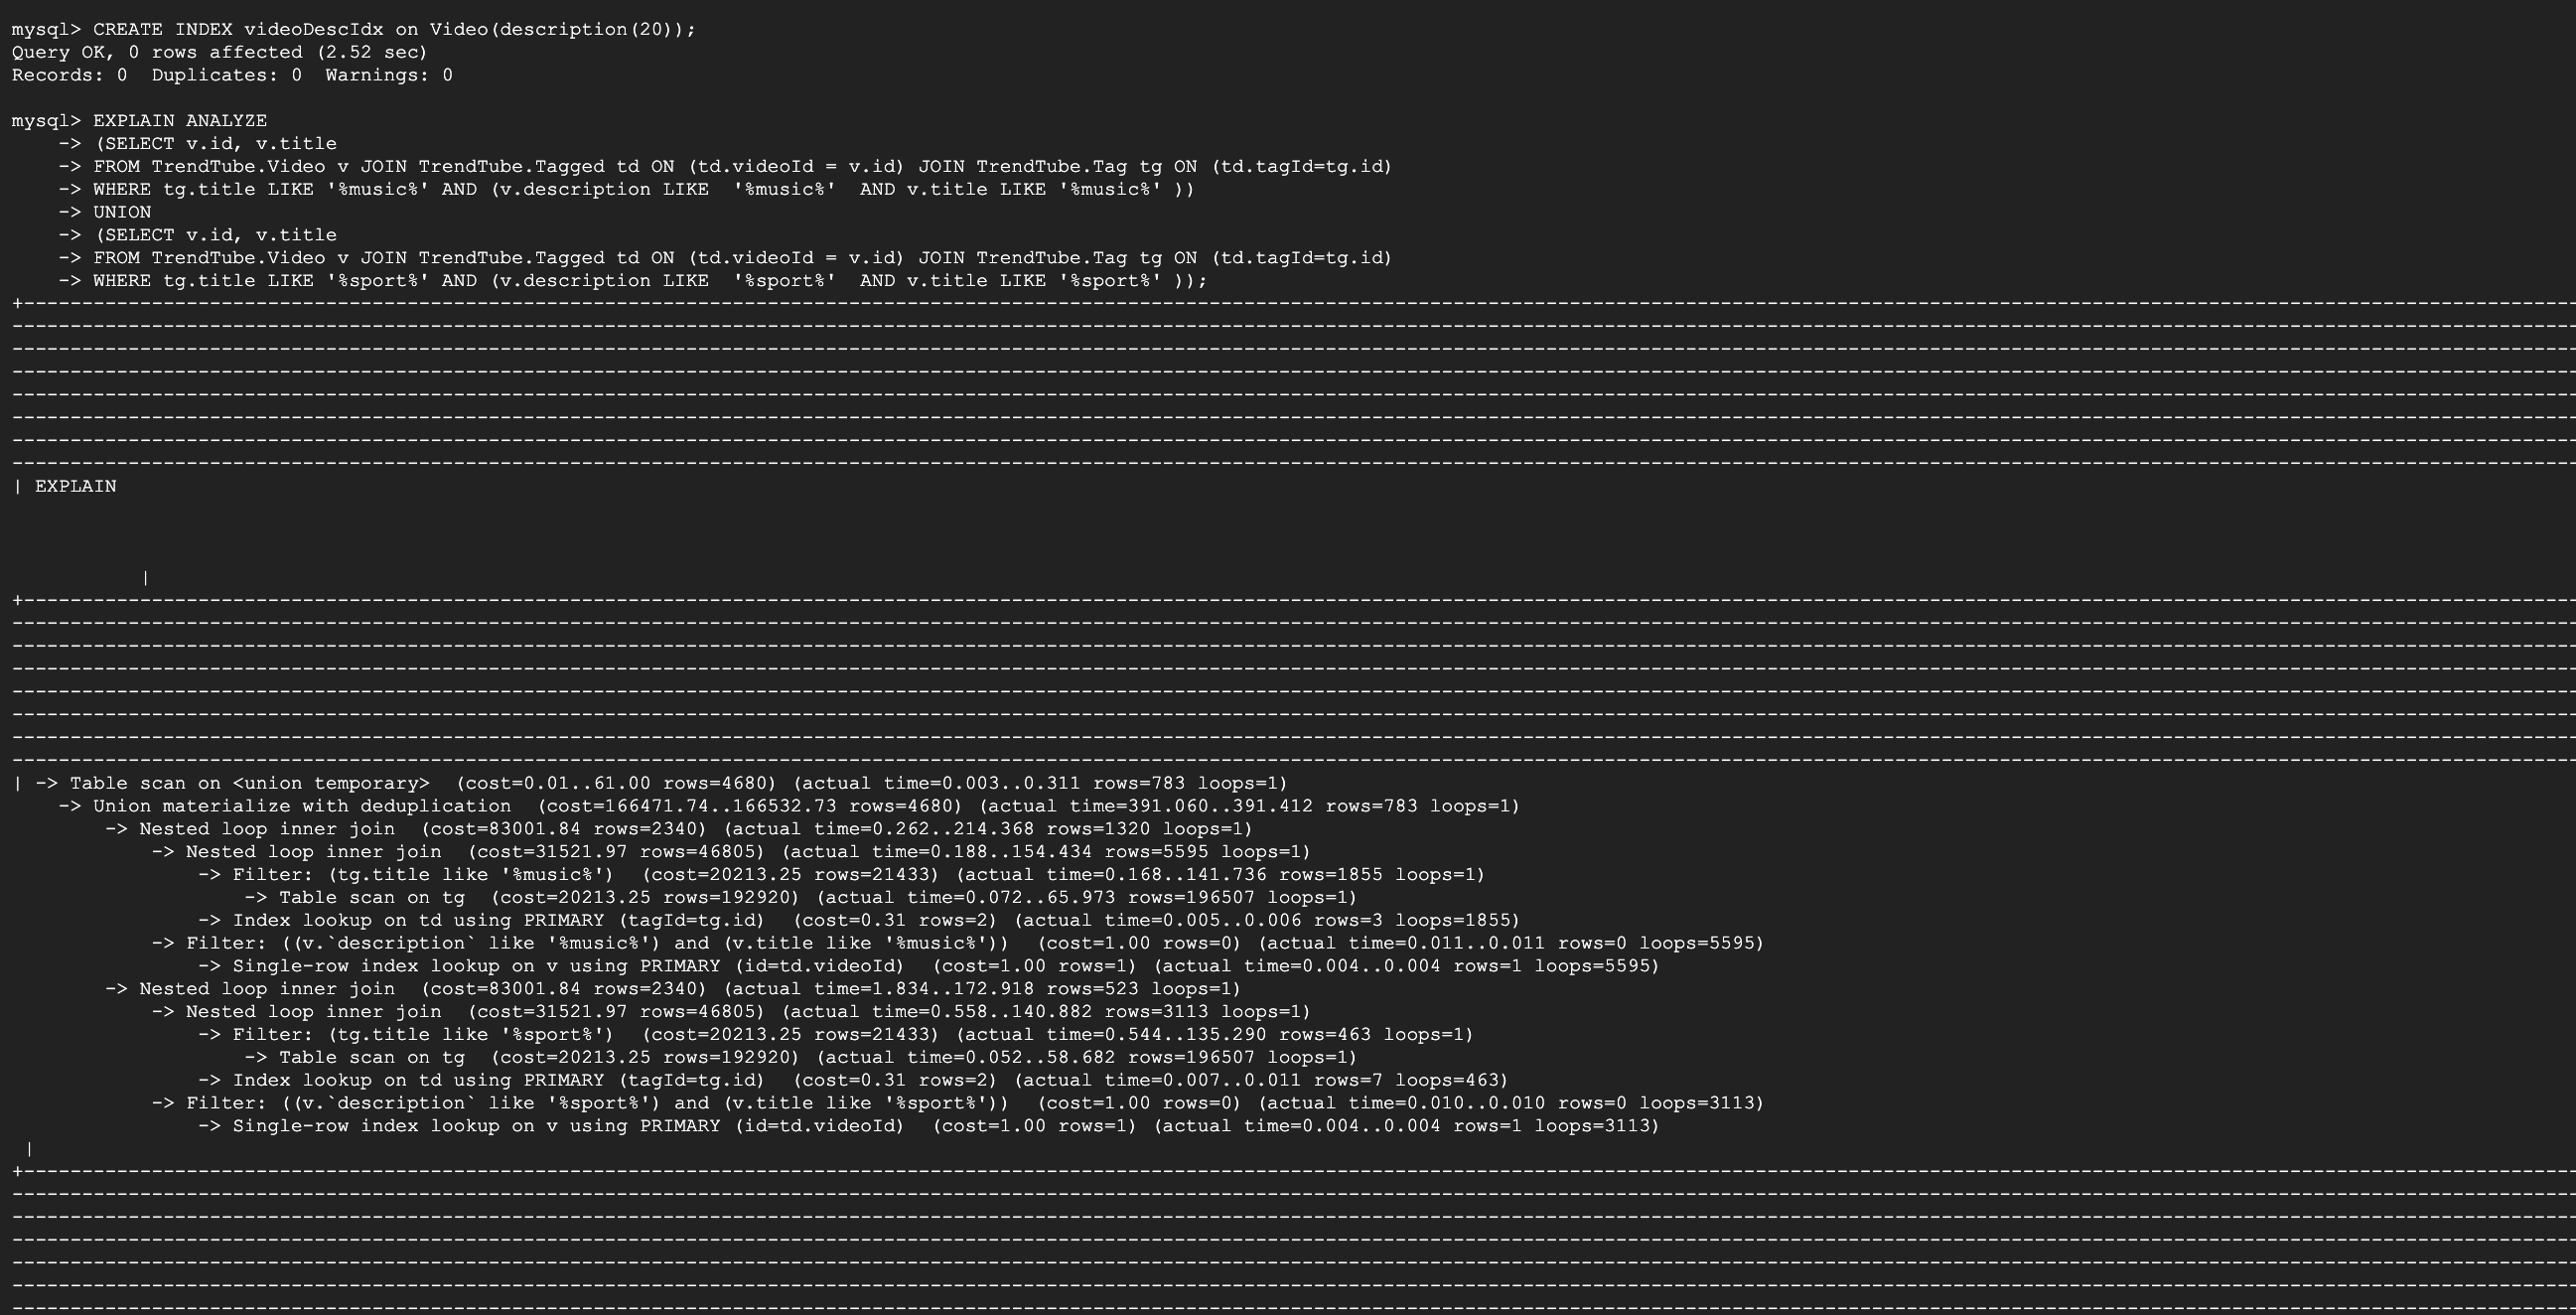 mysql> CREATE INDEX videoDescIdx on Video(description(20));
Query OK, 0 rows affected (2.52 sec)
Records: 0  Duplicates: 0  Warnings: 0
mysql> EXPLAIN ANALYZE
    -> (SELECT v.id, v.title
    -> FROM TrendTube.Video v JOIN TrendTube.Tagged td ON (td.videoId = v.id) JOIN TrendTube.Tag tg ON (td.tagId=tg.id)
    -> WHERE tg.title LIKE '%music%' AND (v.description LIKE  '%music%'  AND v.title LIKE '%music%' ))
    -> UNION
    -> (SELECT v.id, v.title
    -> FROM TrendTube.Video v JOIN TrendTube.Tagged td ON (td.videoId = v.id) JOIN TrendTube.Tag tg ON (td.tagId=tg.id)
    -> WHERE tg.title LIKE '%sport%' AND (v.description LIKE  '%sport%'  AND v.title LIKE '%sport%' ));
| EXPLAIN
|
| -> Table scan on <union temporary>  (cost=0.01..61.00 rows=4680) (actual time=0.003..0.311 rows=783 loops=1)
    -> Union materialize with deduplication  (cost=166471.74..166532.73 rows=4680) (actual time=391.060..391.412 rows=783 loops=1)
        -> Nested loop inner join  (cost=83001.84 rows=2340) (actual time=0.262..214.368 rows=1320 loops=1)
            -> Nested loop inner join  (cost=31521.97 rows=46805) (actual time=0.188..154.434 rows=5595 loops=1)
                -> Filter: (tg.title like '%music%')  (cost=20213.25 rows=21433) (actual time=0.168..141.736 rows=1855 loops=1)
                    -> Table scan on tg  (cost=20213.25 rows=192920) (actual time=0.072..65.973 rows=196507 loops=1)
                -> Index lookup on td using PRIMARY (tagId=tg.id)  (cost=0.31 rows=2) (actual time=0.005..0.006 rows=3 loops=1855)
            -> Filter: ((v.`description` like '%music%') and (v.title like '%music%'))  (cost=1.00 rows=0) (actual time=0.011..0.011 rows=0 loops=5595)
                -> Single-row index lookup on v using PRIMARY (id=td.videoId)  (cost=1.00 rows=1) (actual time=0.004..0.004 rows=1 loops=5595)
        -> Nested loop inner join  (cost=83001.84 rows=2340) (actual time=1.834..172.918 rows=523 loops=1)
            -> Nested loop inner join  (cost=31521.97 rows=46805) (actual time=0.558..140.882 rows=3113 loops=1)
                -> Filter: (tg.title like '%sport%')  (cost=20213.25 rows=21433) (actual time=0.544..135.290 rows=463 loops=1)
                    -> Table scan on tg  (cost=20213.25 rows=192920) (actual time=0.052..58.682 rows=196507 loops=1)
                -> Index lookup on td using PRIMARY (tagId=tg.id)  (cost=0.31 rows=2) (actual time=0.007..0.011 rows=7 loops=463)
            -> Filter: ((v.`description` like '%sport%') and (v.title like '%sport%'))  (cost=1.00 rows=0) (actual time=0.010..0.010 rows=0 loops=3113)
                -> Single-row index lookup on v using PRIMARY (id=td.videoId)  (cost=1.00 rows=1) (actual time=0.004..0.004 rows=1 loops=3113)
 |